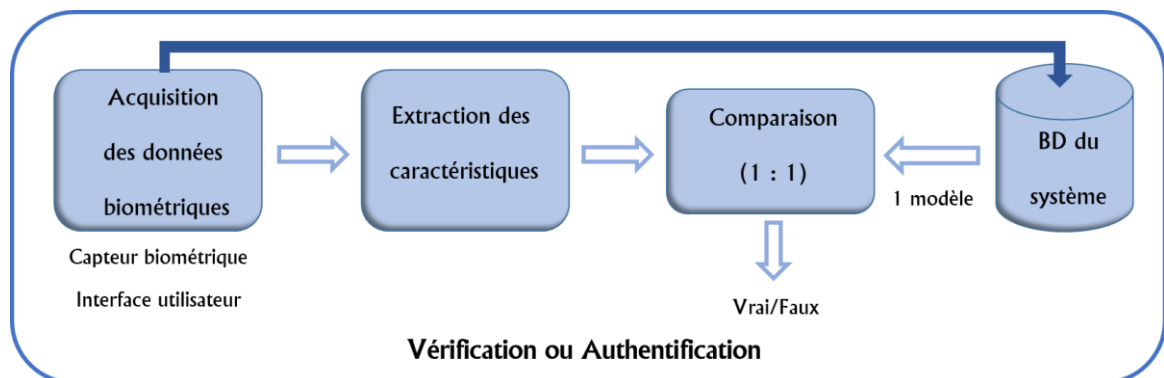 Acquisition
des données
biométriques
Capteur biométrique
Interface utilisateur
Extraction des
caractéristiques
Comparaison
(1 : 1)
Vrai/Faux
1 modèle
BD du
système
Vérification ou Authentification